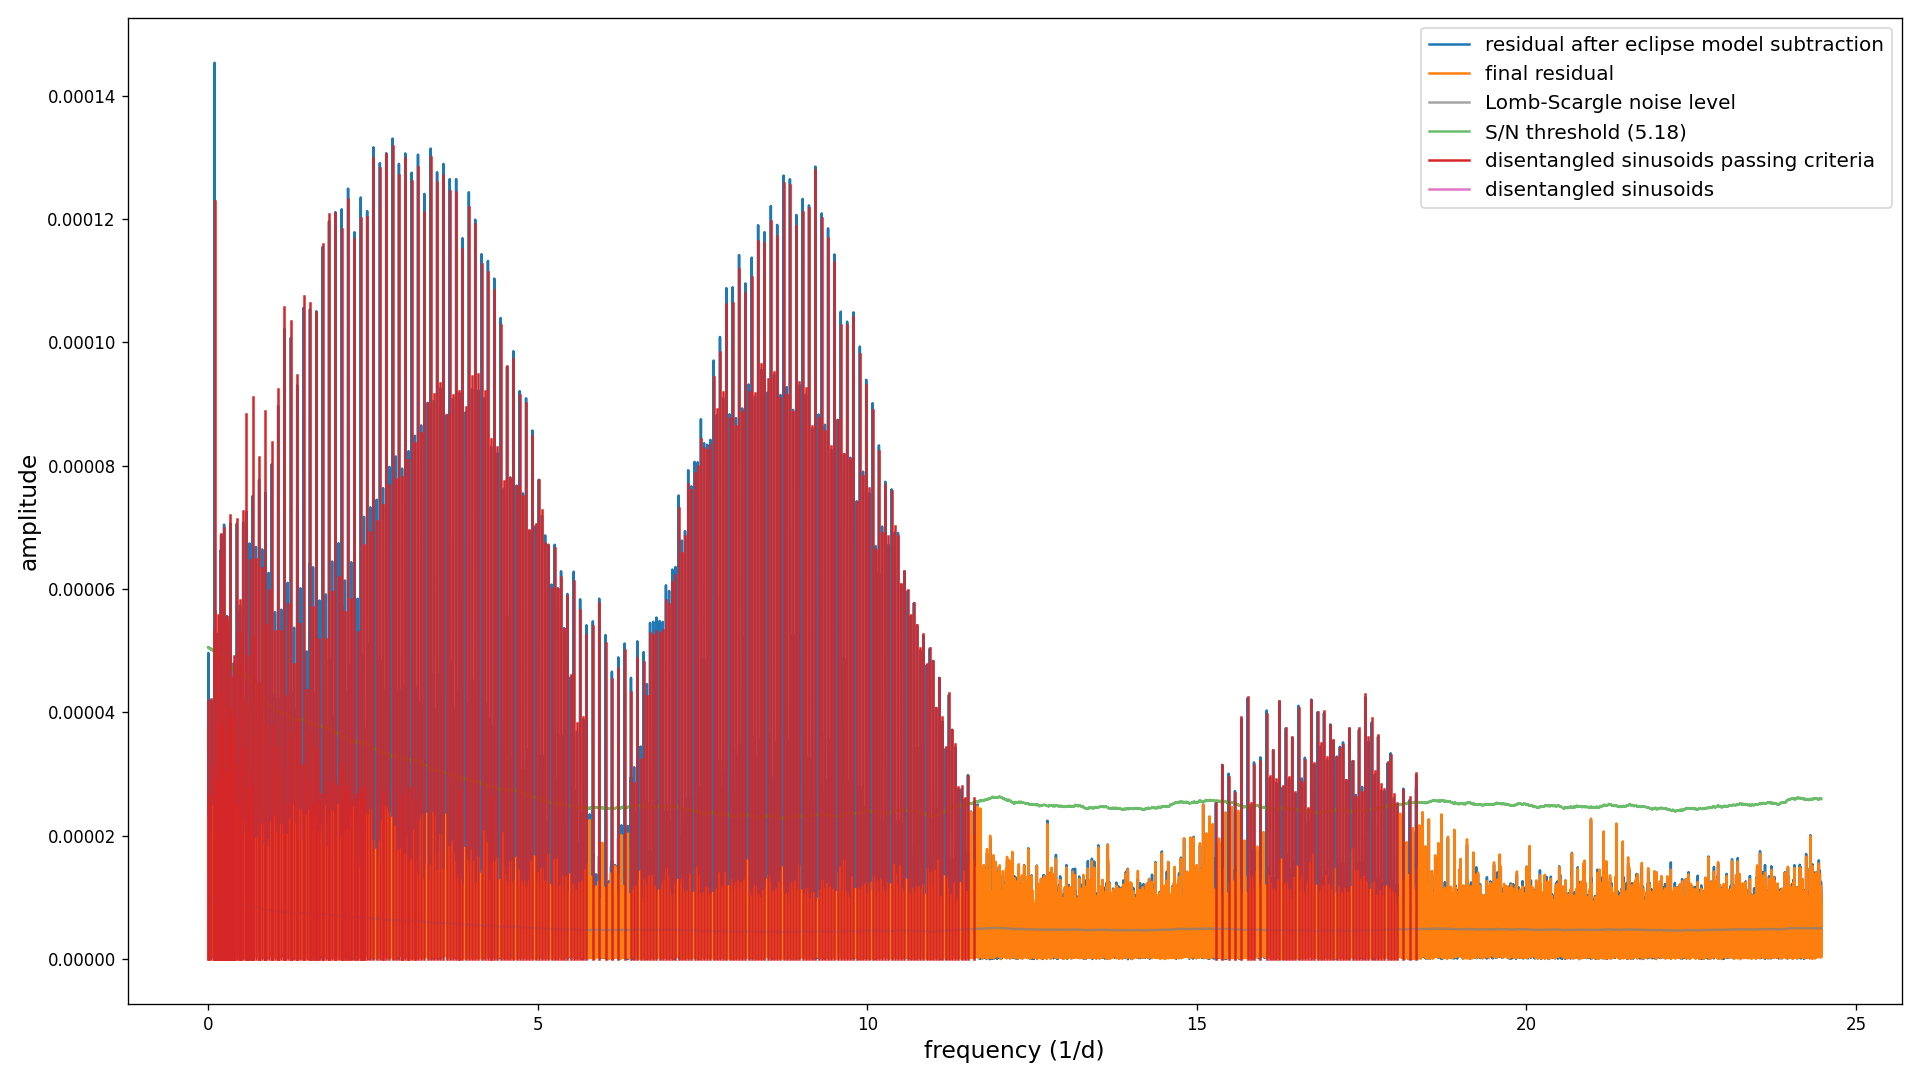 residual after eclipse model subtraction
final residual
Lomb-Scargle noise level
S/N threshold (5.18)
disentangled sinusoids passing criteria
disentangled sinusoids
amplitude
0.00014
0.00012
0.00010
0.00008
0.00006
0.00004
0.00002
0.00000
0 5 10 15 20 25
frequency (1/d)